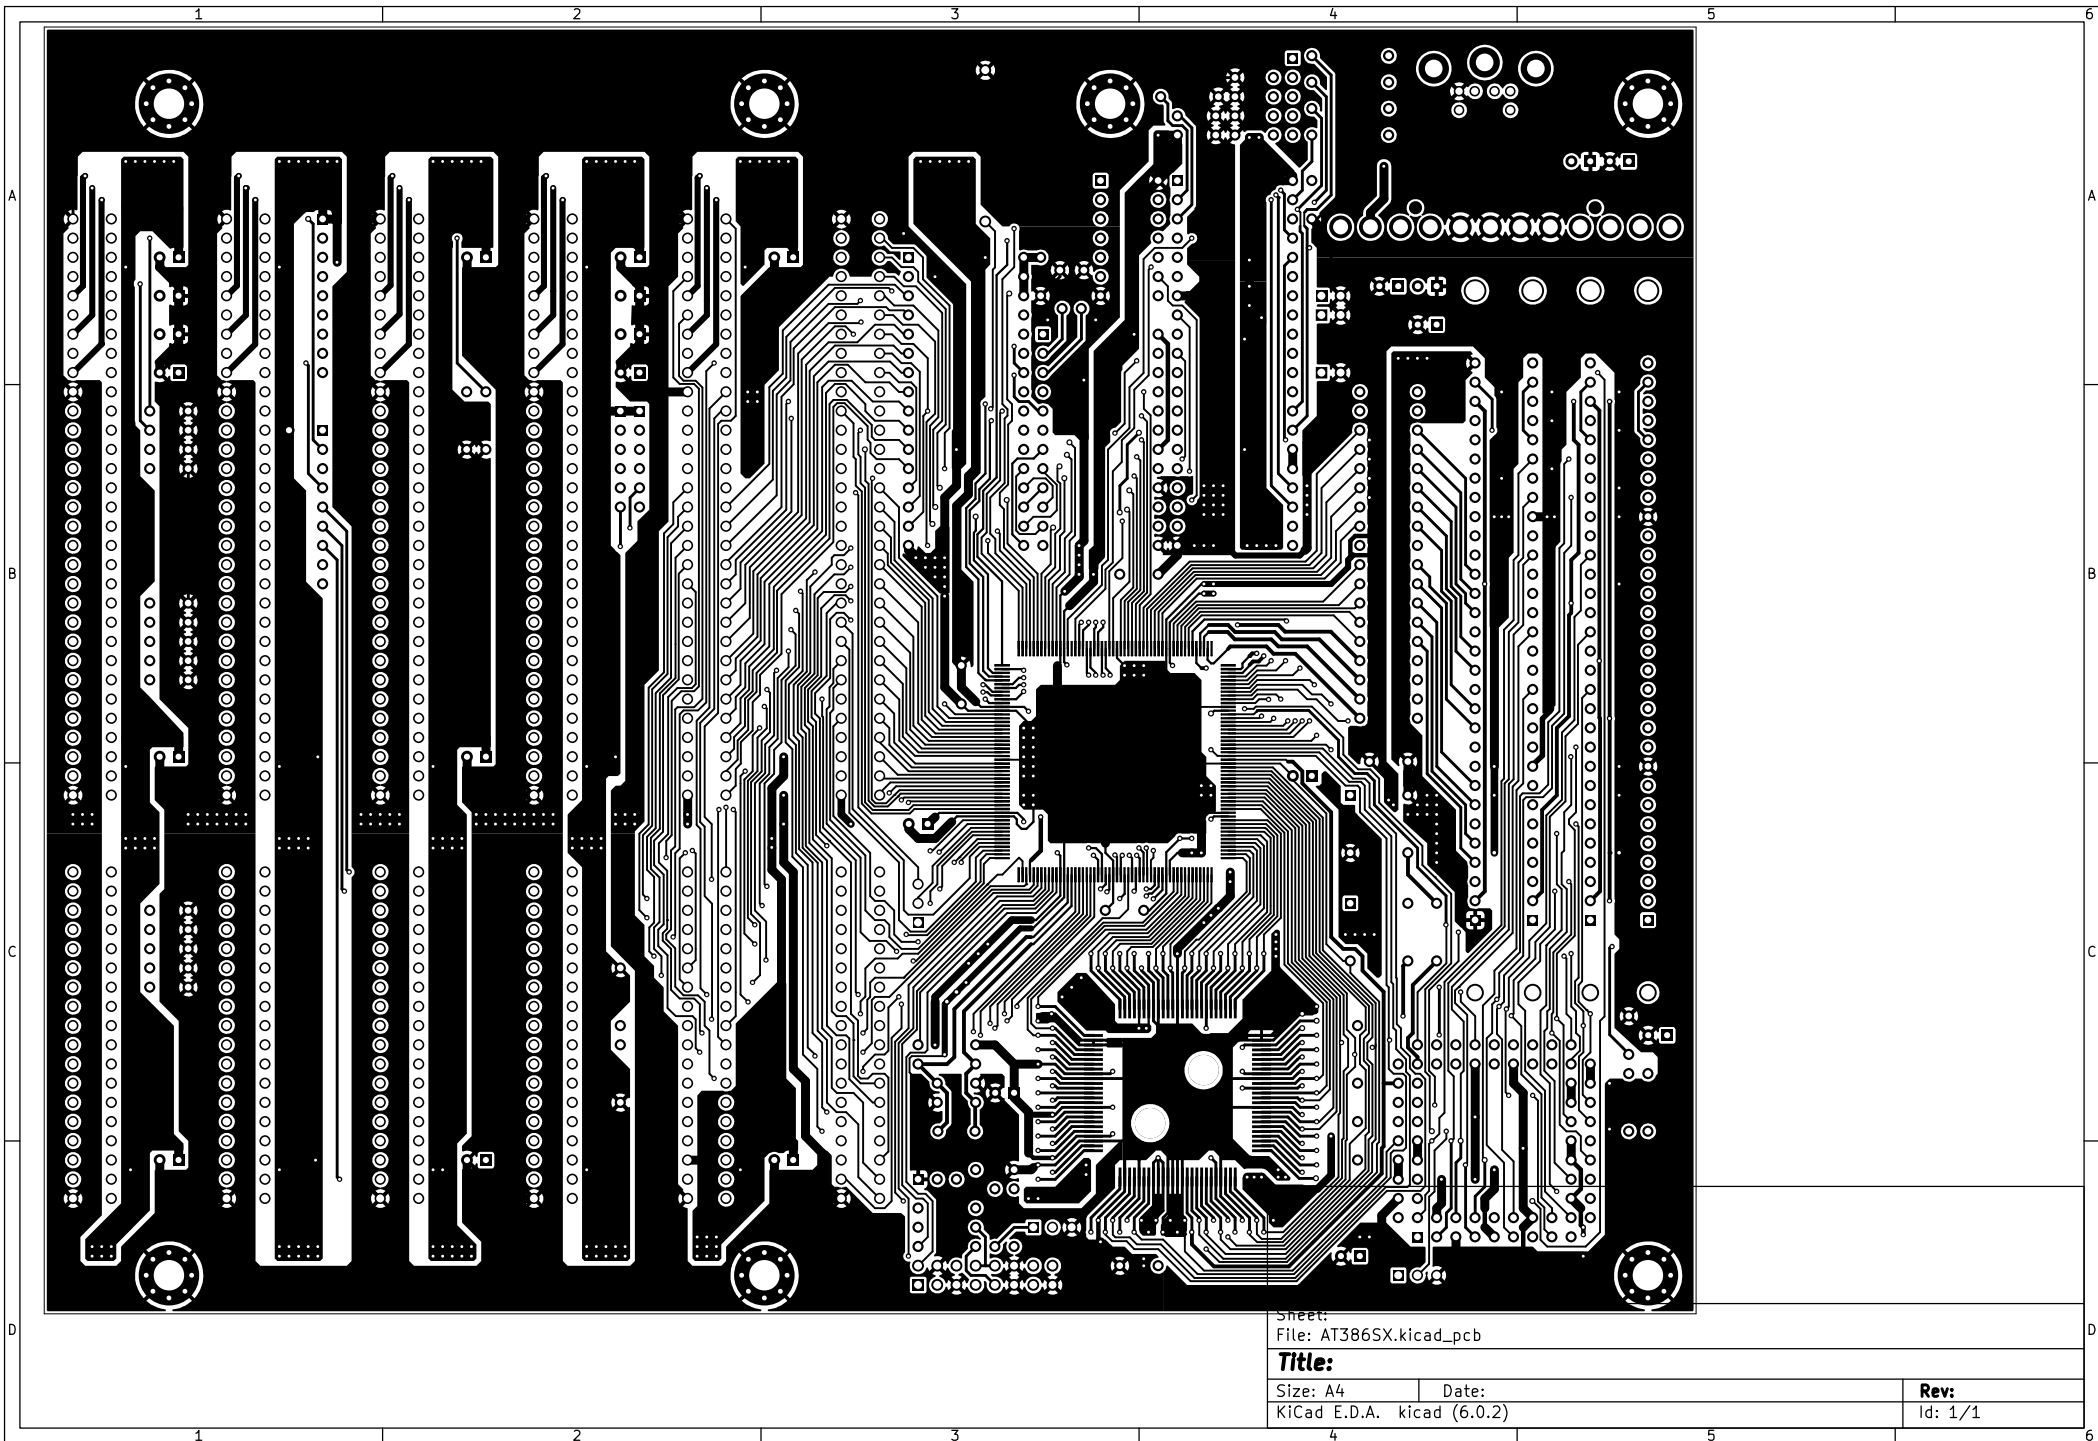 1 2 3 4 5 6
A A
B B
C C
D D
Sheet:
File: AT386SX.kicad_pcb
Title:
Size: A4 Date: Rev:
KiCad E.D.A. kicad (6.0.2) Id: 1/1
1 2 3 4 5 6